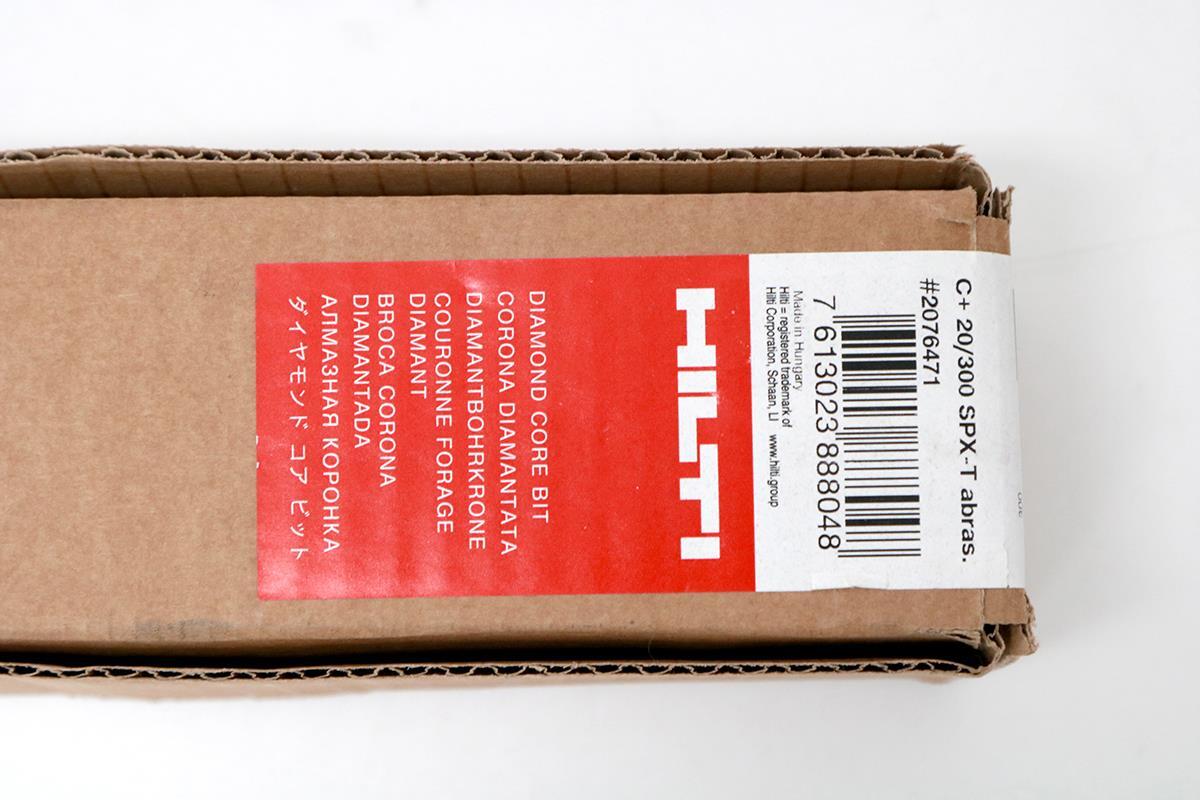 C+ 20/300 SPX-T abras.
#2076471
7 613023 888048
Made in Hungary
Hilti = registered trademark of
Hilti Corporation, Schaan, LI www.hilti.group
HILTI
DIAMOND CORE BIT
CORONA DIAMANTATA
DIAMANTBOHRKRONE
COURONNE FORAGE
DIAMANT
BROCA CORONA
DIAMANTADA
АЛМАЗНАЯ КОРОНКА
ダイヤモンド コア ビット